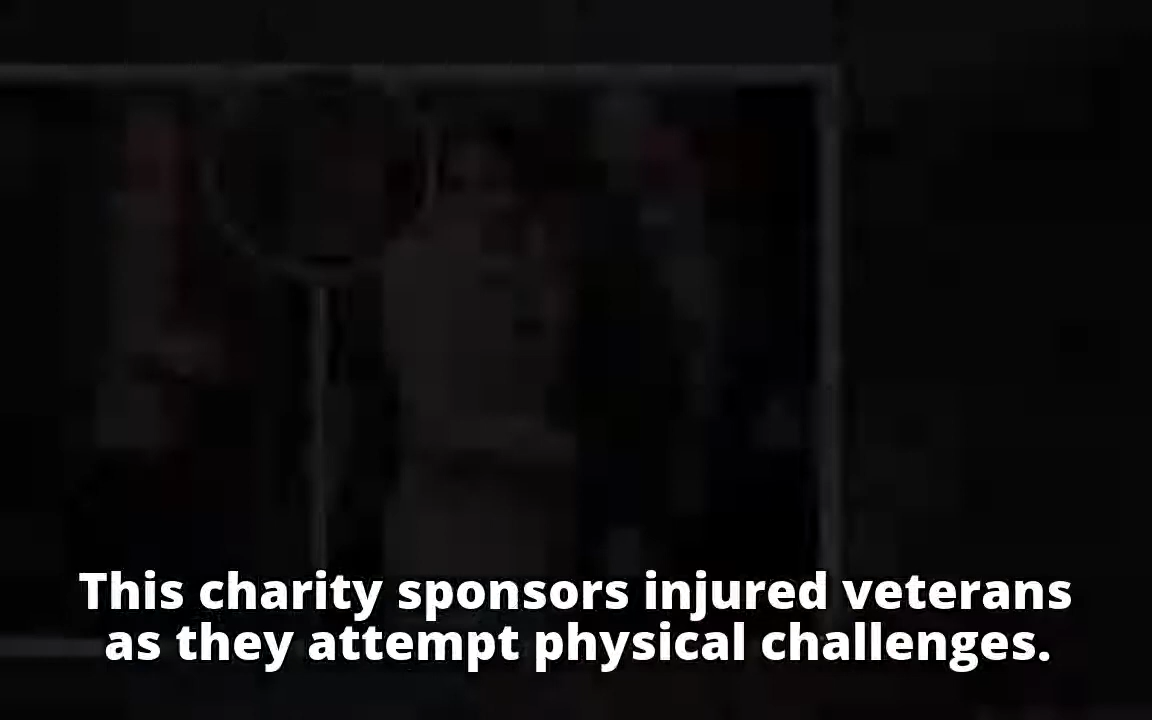 This charity sponsors injured veterans
as they attempt physical challenges.